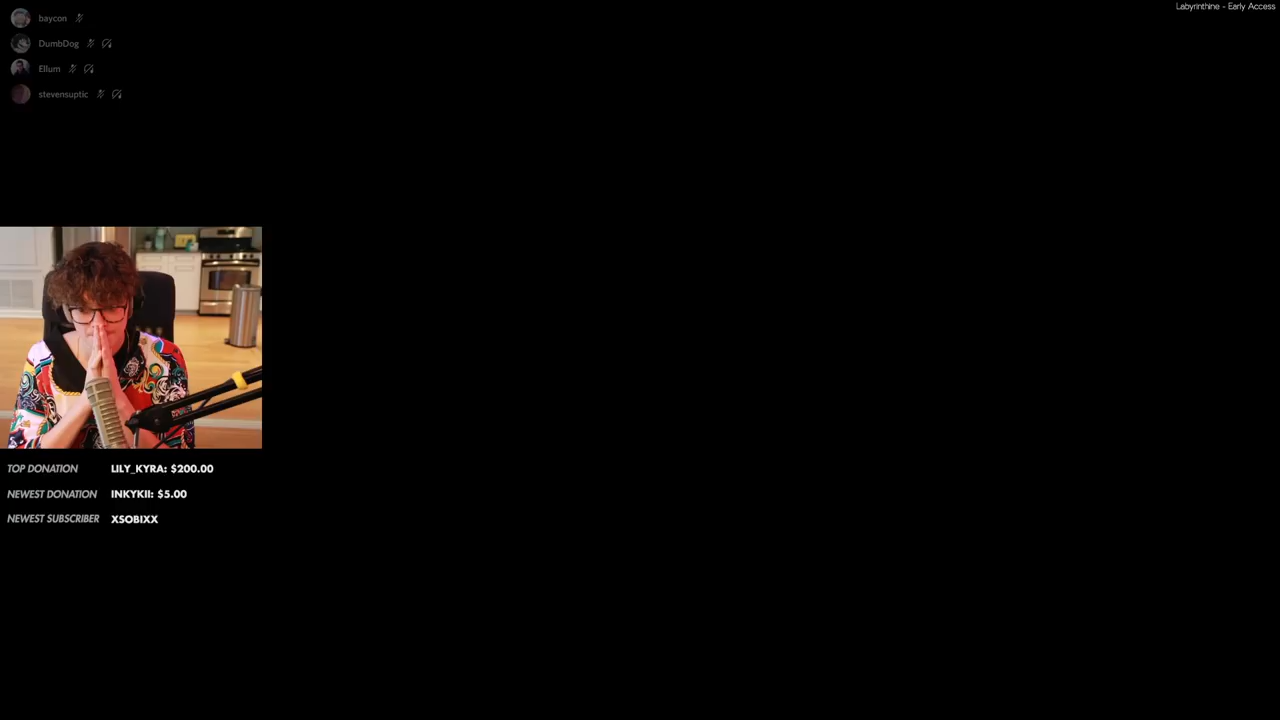 Labyrinthine - Early Access
baycon
DumbDog
Ellum
stevensuptic
TOP DONATION LILY_KYRA: $200.00
NEWEST DONATION INKYKII: $5.00
NEWEST SUBSCRIBER XSOBIXX